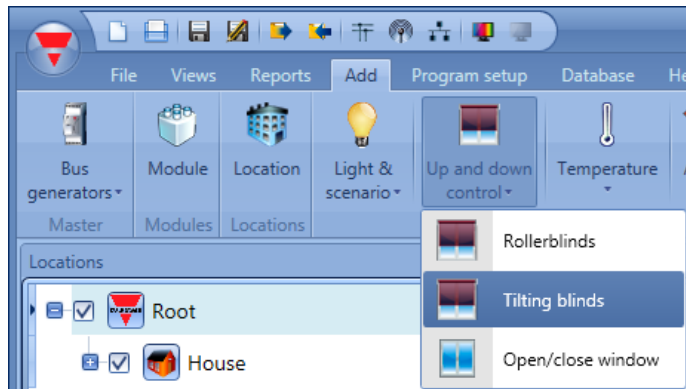 File Views Reports Add Program setup Database
Bus generators
Module
Location
Light & scenario
Up and down control
Temperature
Master Modules Locations
Rollerblinds
Locations
Tilting blinds
Root
Open/close window
House